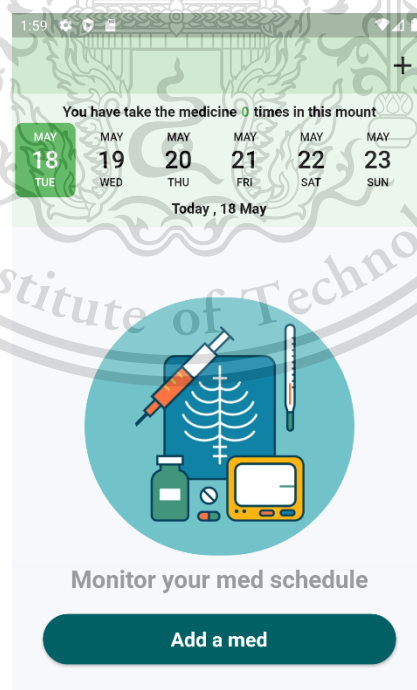 1:59
+
You have take the medicine 0 times in this mount
MAY MAY MAY MAY MAY MAY
18 19 20 21 22 23
TUE WED THU FRI SAT SUN
Today , 18 May
stitute of Techno
Monitor your med schedule
Add a med